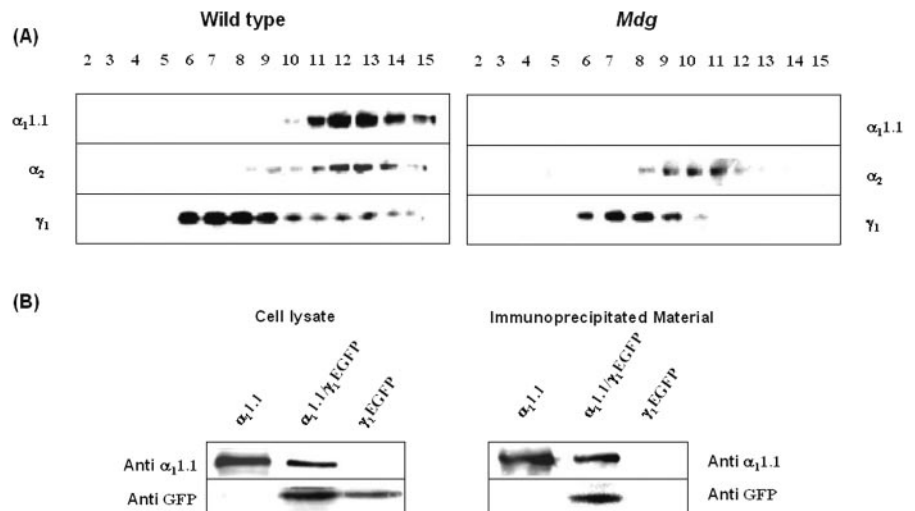 Wild type Mdg
(A)
2 3 4 5 6 7 8 9 10 11 12 13 14 15 2 3 4 5 6 7 8 9 10 11 12 13 14 15
α₁1.1 α₁1.1
α₂ α₂
γ₁ γ₁
(B)
Cell lysate Immunoprecipitated Material
α₁1.1 α₁1.1/γ₁EGFP γ₁EGFP α₁1.1 α₁1.1/γ₁EGFP γ₁EGFP
Anti α₁1.1 Anti α₁1.1
Anti GFP Anti GFP